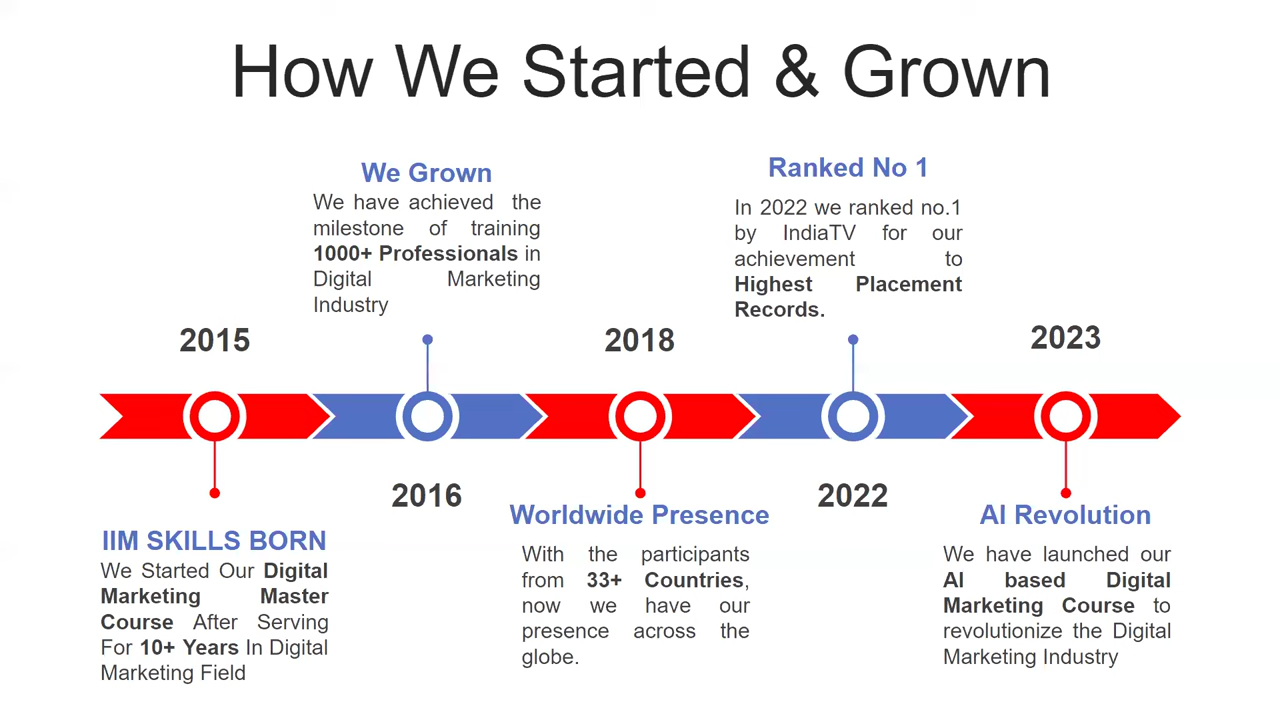 How We Started & Grown
2015
IIM SKILLS BORN
We Started Our Digital
Marketing Master
Course After Serving
For 10+ Years In Digital
Marketing Field
We Grown
We have achieved the
milestone of training
1000+ Professionals in
Digital Marketing
Industry
2016
2018
Worldwide Presence
With the participants
from 33+ Countries,
now we have our
presence across the
globe.
Ranked No 1
In 2022 we ranked no.1
by IndiaTV for our
achievement to
Highest Placement
Records.
2022
2023
AI Revolution
We have launched our
AI based Digital
Marketing Course to
revolutionize the Digital
Marketing Industry